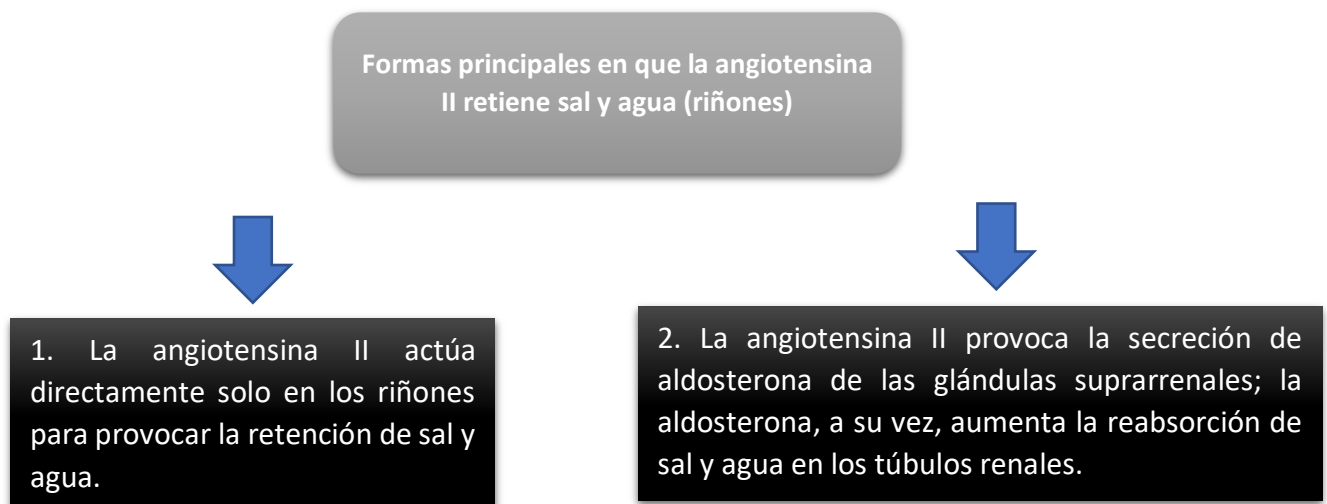 Formas principales en que la angiotensina
II retiene sal y agua (riñones)
1. La angiotensina II actúa
directamente solo en los riñones
para provocar la retención de sal y
agua.
2. La angiotensina II provoca la secreción de
aldosterona de las glándulas suprarrenales; la
aldosterona, a su vez, aumenta la reabsorción de
sal y agua en los túbulos renales.